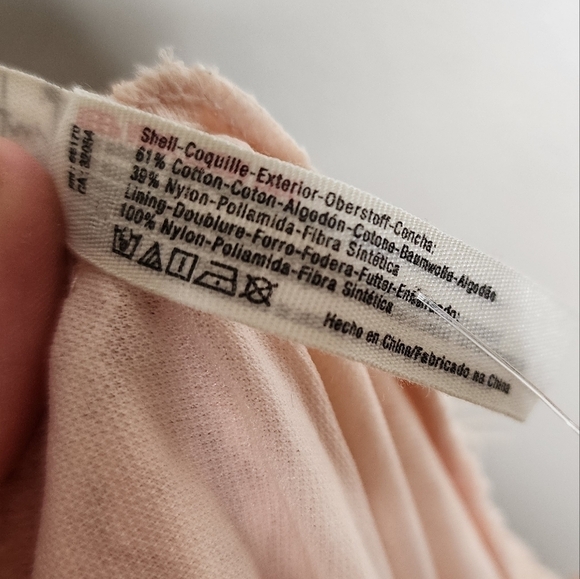 Shell-Coquille-Exterior-Oberstoff-Concha:
61% Cotton-Coton-Algodón-Cotone-Baumwolle-Algodão
39% Nylon-Poliamida-Fibra Sintética
Lining-Doublure-Forro-Fodera-Futter-
100% Nylon-Poliamida-Fibra Sintética
Hecho en China/Fabricado na China